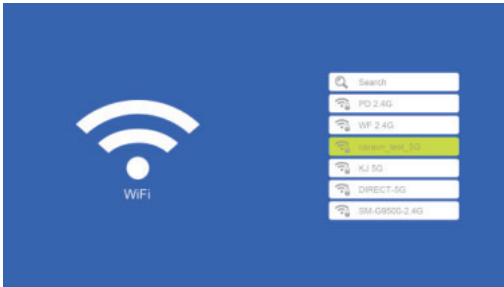 WiFi
Search
PD 2.4G
WF 2.4G
KJ 5G
DIRECT-5G
SM-G9500-2.4G